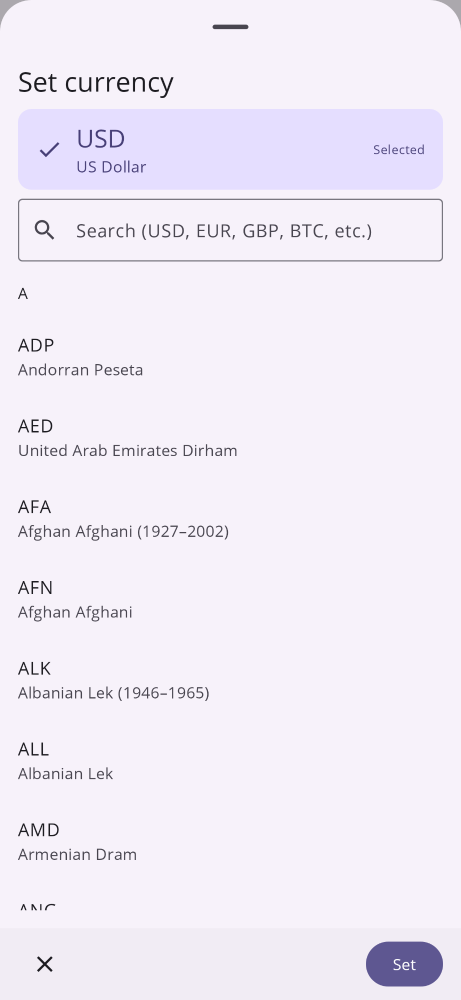 Set currency
USD
US Dollar
Selected
Search (USD, EUR, GBP, BTC, etc.)
A
ADP
Andorran Peseta
AED
United Arab Emirates Dirham
AFA
Afghan Afghani (1927–2002)
AFN
Afghan Afghani
ALK
Albanian Lek (1946–1965)
ALL
Albanian Lek
AMD
Armenian Dram
Set